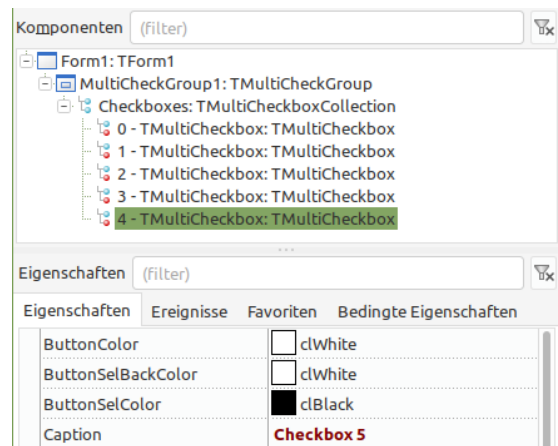 Komponenten (filter)
Form1: TForm1
MultiCheckGroup1: TMultiCheckGroup
Checkboxes: TMultiCheckboxCollection
0 - TMultiCheckbox: TMultiCheckbox
1 - TMultiCheckbox: TMultiCheckbox
2 - TMultiCheckbox: TMultiCheckbox
3 - TMultiCheckbox: TMultiCheckbox
4 - TMultiCheckbox: TMultiCheckbox
Eigenschaften (filter)
Eigenschaften Ereignisse Favoriten Bedingte Eigenschaften
ButtonColor clWhite
ButtonSelBackColor clWhite
ButtonSelColor clBlack
Caption Checkbox 5